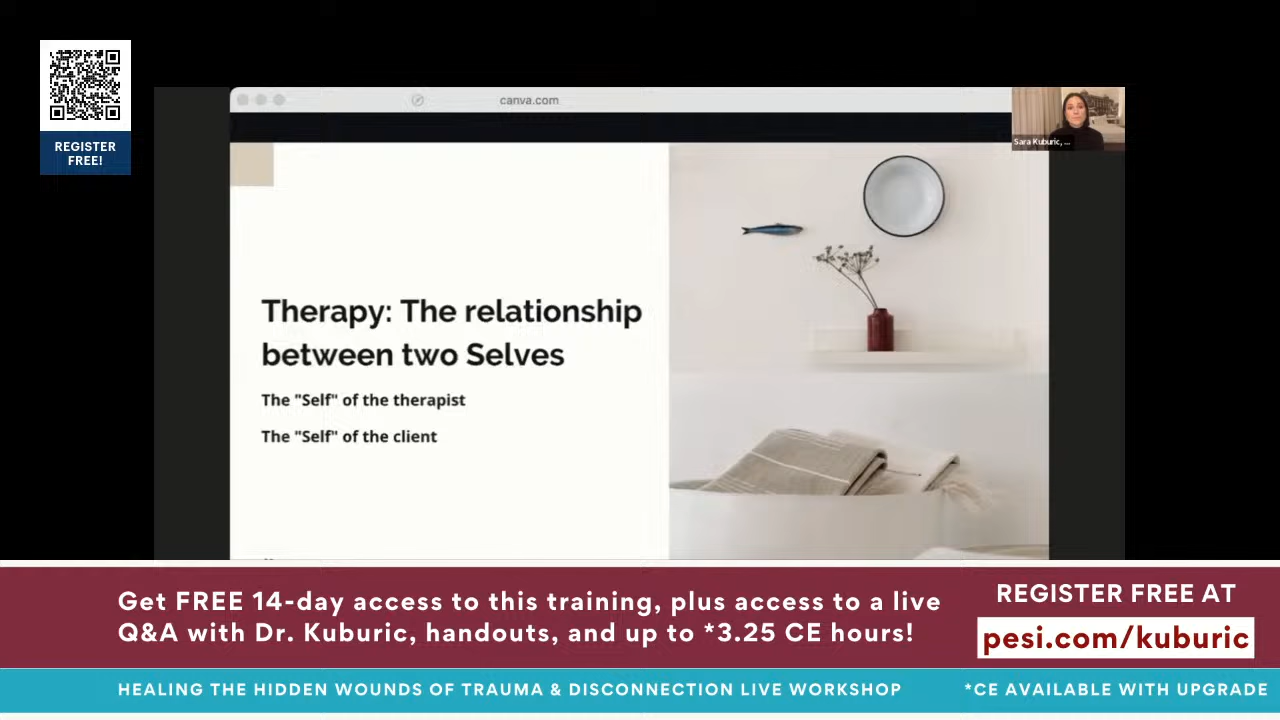 REGISTER
FREE!
canva.com
Sara Kuburic, ...
Therapy: The relationship
between two Selves
The "Self" of the therapist
The "Self" of the client
Get FREE 14-day access to this training, plus access to a live
Q&A with Dr. Kuburic, handouts, and up to *3.25 CE hours!
REGISTER FREE AT
pesi.com/kuburic
HEALING THE HIDDEN WOUNDS OF TRAUMA & DISCONNECTION LIVE WORKSHOP
*CE AVAILABLE WITH UPGRADE